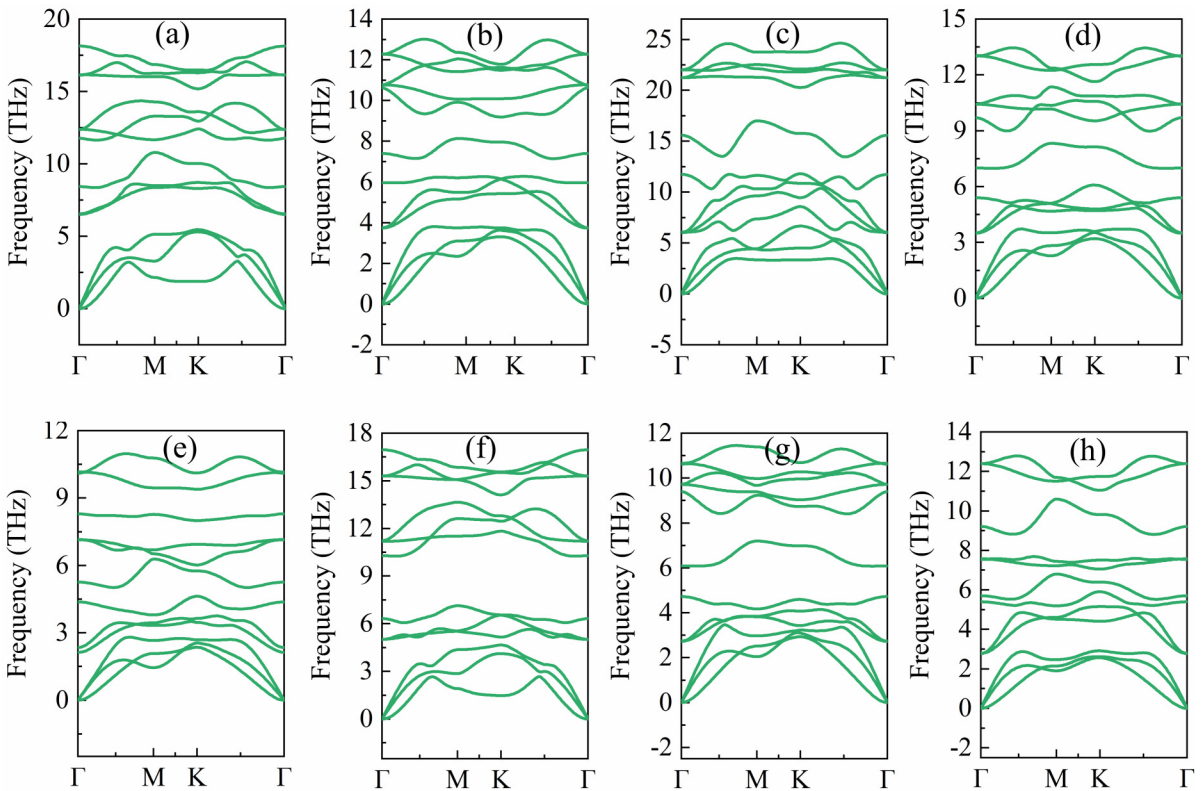 (a)
Frequency (THz)
20
15
10
5
0
Γ M K Γ
(b)
Frequency (THz)
14
12
10
8
6
4
2
0
-2
Γ M K Γ
(c)
Frequency (THz)
25
20
15
10
5
0
-5
Γ M K Γ
(d)
Frequency (THz)
15
12
9
6
3
0
Γ M K Γ
(e)
Frequency (THz)
12
9
6
3
0
Γ M K Γ
(f)
Frequency (THz)
18
15
12
9
6
3
0
Γ M K Γ
(g)
Frequency (THz)
12
10
8
6
4
2
0
-2
Γ M K Γ
(h)
Frequency (THz)
14
12
10
8
6
4
2
0
-2
Γ M K Γ